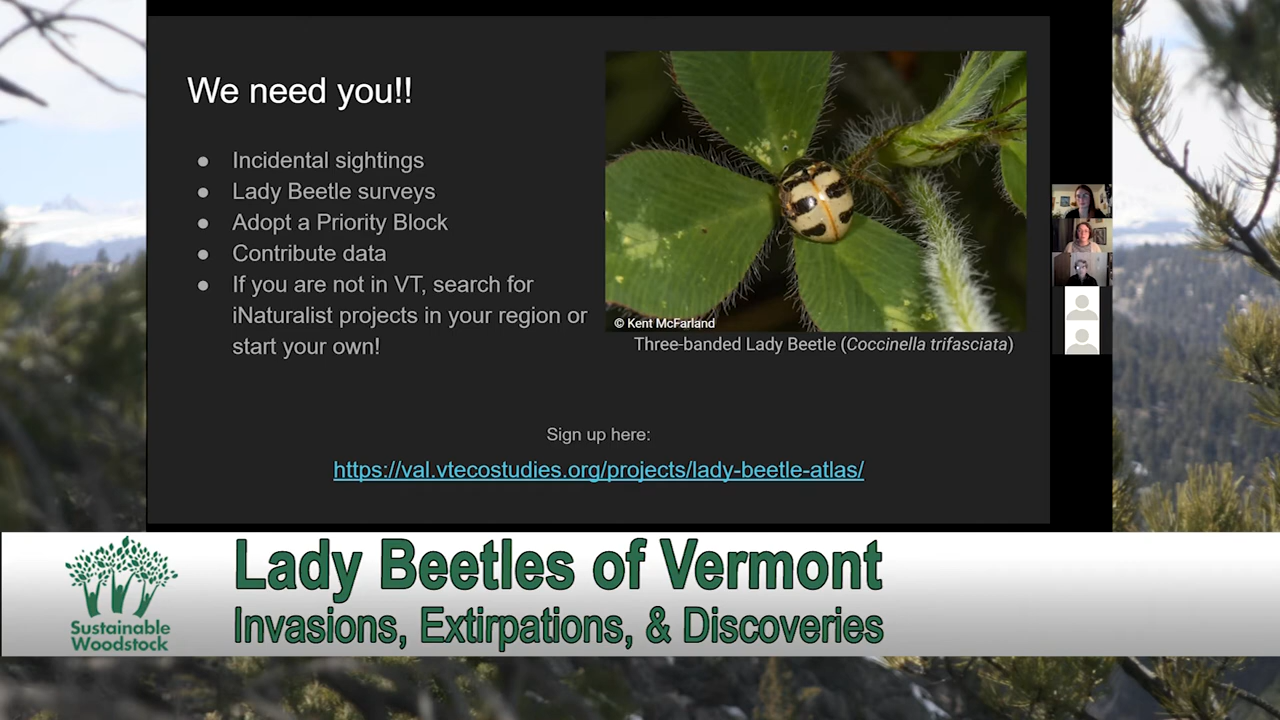 We need you!!
● Incidental sightings
● Lady Beetle surveys
● Adopt a Priority Block
● Contribute data
● If you are not in VT, search for
iNaturalist projects in your region or
start your own!
© Kent McFarland
Three-banded Lady Beetle (Coccinella trifasciata)
Sign up here:
https://val.vtecostudies.org/projects/lady-beetle-atlas/
Sustainable
Woodstock
Lady Beetles of Vermont
Invasions, Extirpations, & Discoveries